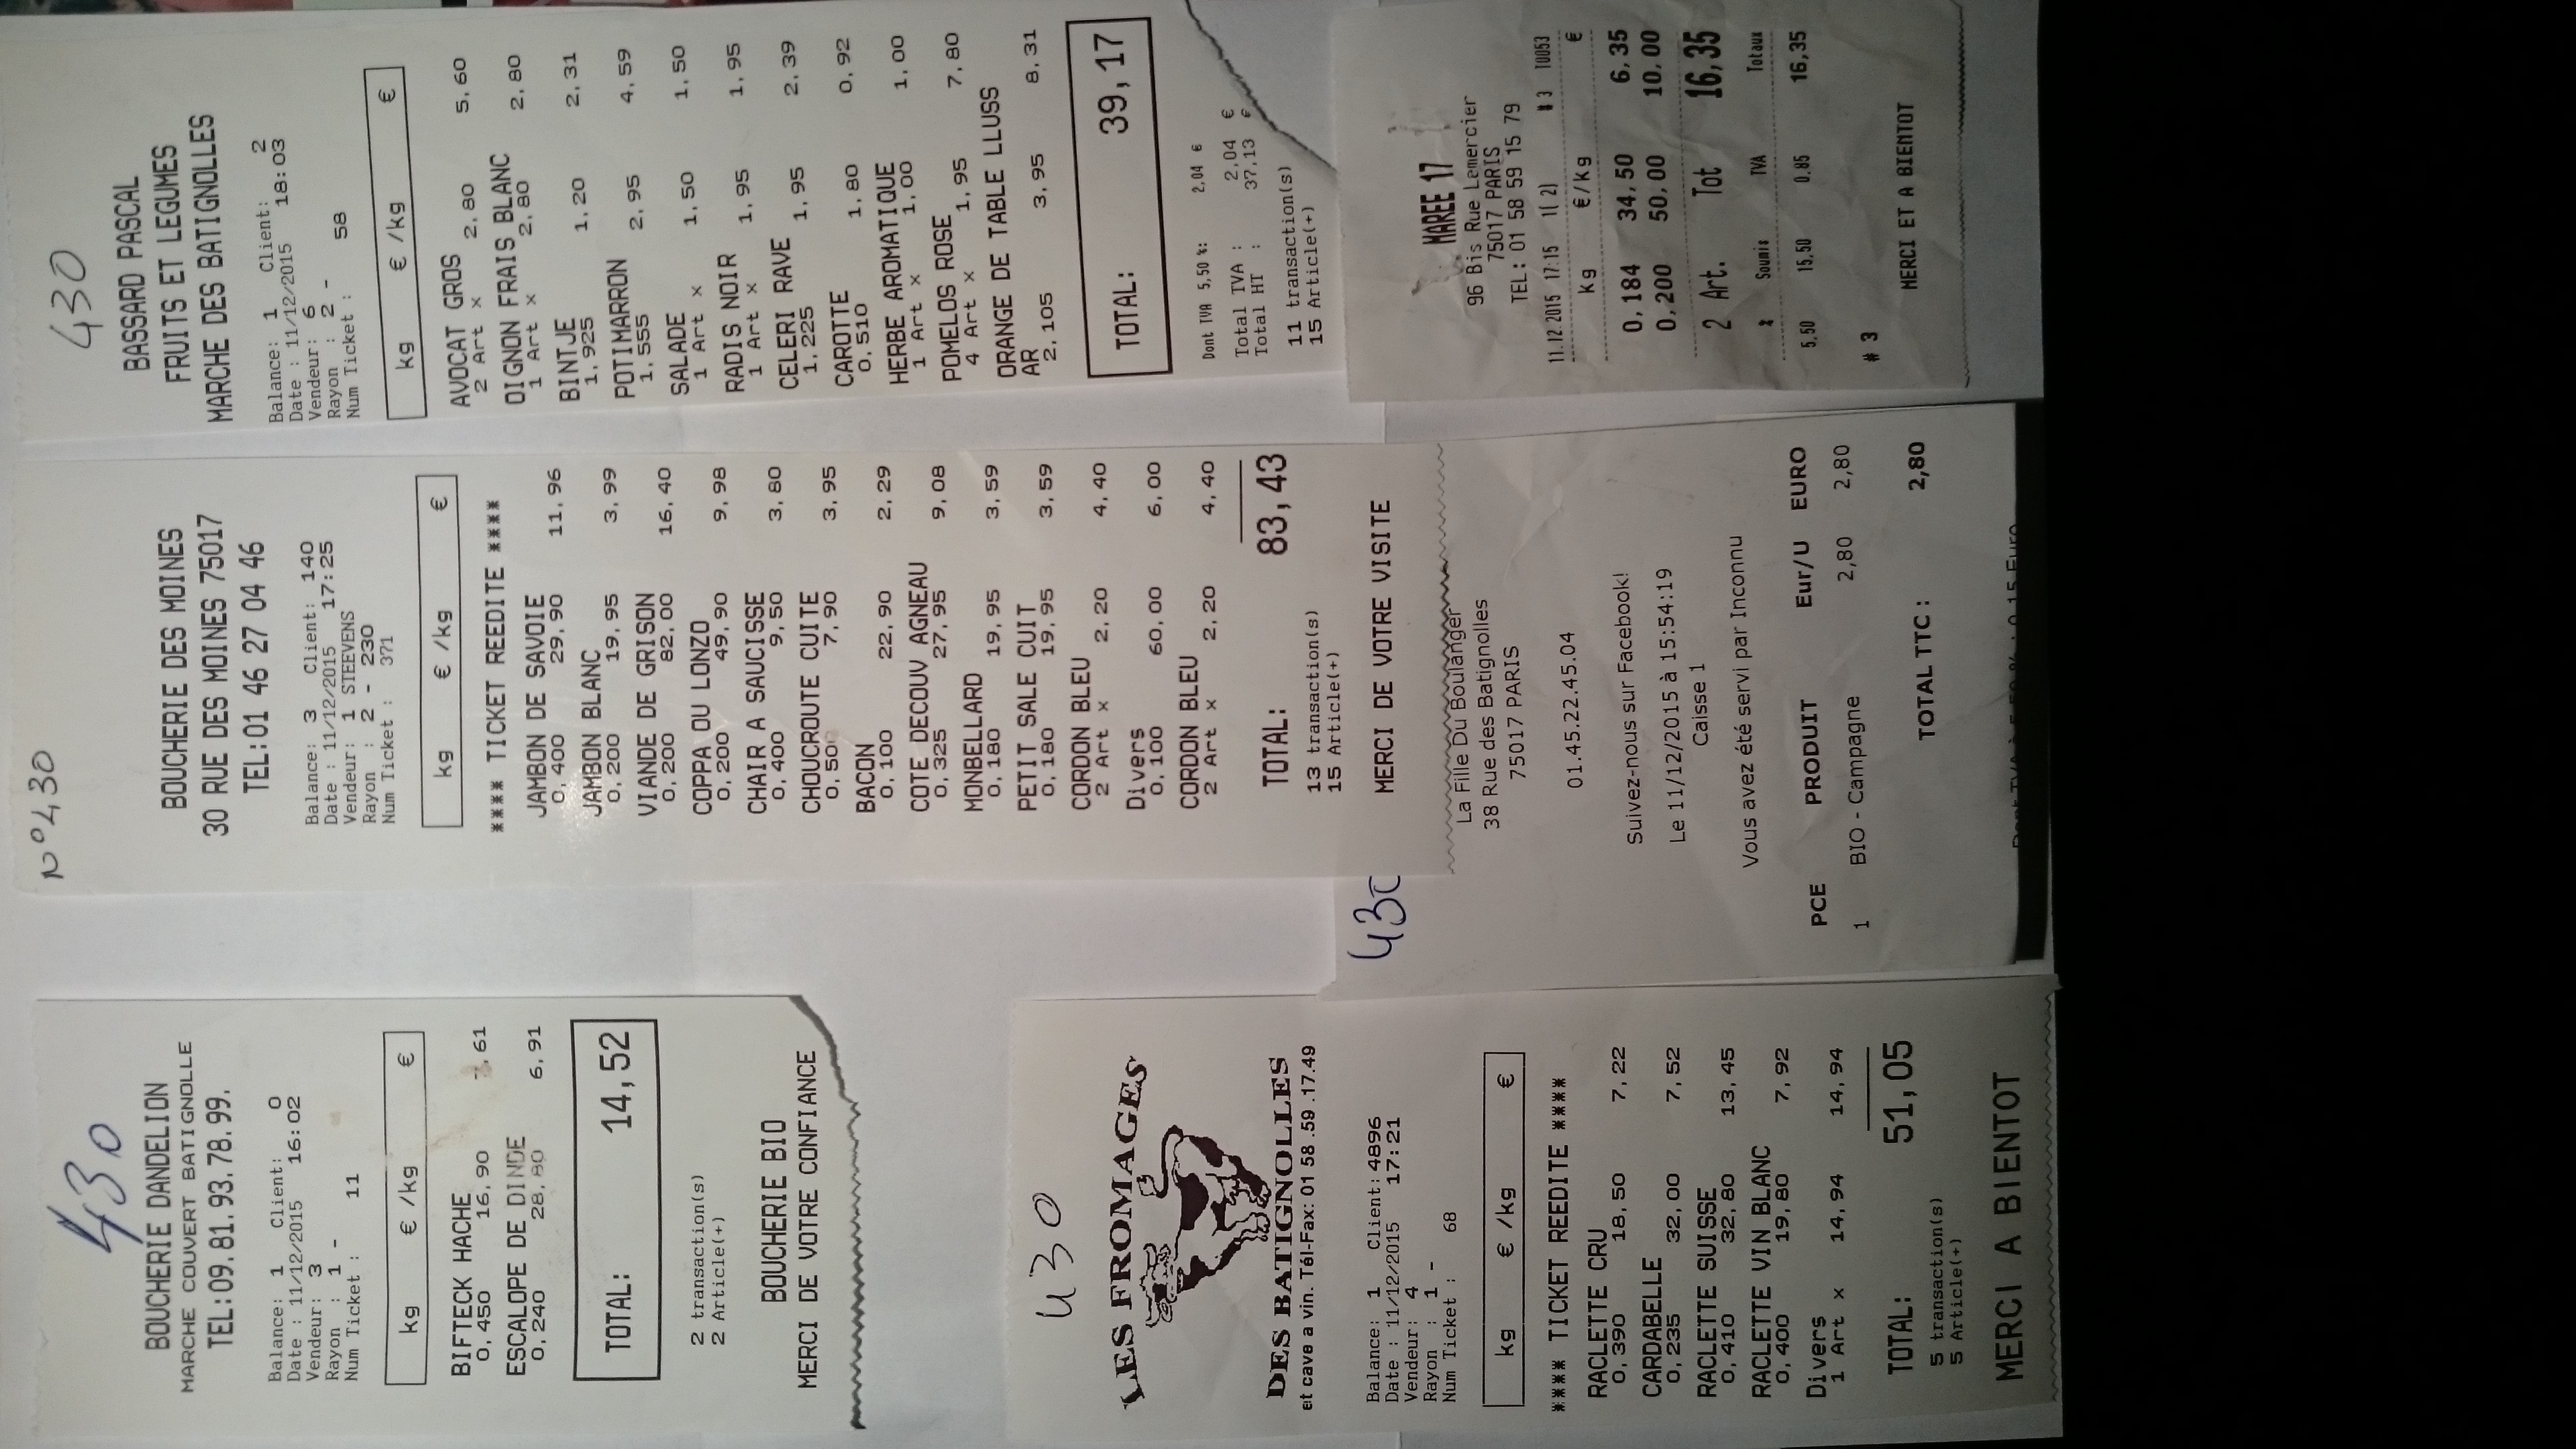 430
BOUCHERIE DANDELION
MARCHE COUVERT BATIGNOLLE
TEL:09.81.93.78.99.
Balance: 1 Client: 0
Date : 11/12/2015 16:02
Vendeur: 3
Rayon : 1 -
Num Ticket : 11
kg € /kg €
BIFTECK HACHE
0,450 16,90 7,61
ESCALOPE DE DINDE
0,240 28,80 6,91
TOTAL: 14,52
2 transaction(s)
2 Article(+)
BOUCHERIE BIO
MERCI DE VOTRE CONFIANCE
N°430
BOUCHERIE DES MOINES
30 RUE DES MOINES 75017
TEL:01 46 27 04 46
Balance: 3 Client: 140
Date : 11/12/2015 17:25
Vendeur: 1 STEEVENS
Rayon : 2 - 230
Num Ticket : 371
kg € /kg €
**** TICKET REEDITE ****
JAMBON DE SAVOIE
0,400 29,90 11,96
JAMBON BLANC
0,200 19,95 3,99
VIANDE DE GRISON
0,200 82,00 16,40
COPPA OU LONZO
0,200 49,90 9,98
CHAIR A SAUCISSE
0,400 9,50 3,80
CHOUCROUTE CUITE
0,500 7,90 3,95
BACON
0,100 22,90 2,29
COTE DECOUV AGNEAU
0,325 27,95 9,08
MONBELLARD
0,180 19,95 3,59
PETIT SALE CUIT
0,180 19,95 3,59
CORDON BLEU
2 Art x 2,20 4,40
Divers
0,100 60,00 6,00
CORDON BLEU
2 Art x 2,20 4,40
TOTAL: 83,43
13 transaction(s)
15 Article(+)
MERCI DE VOTRE VISITE
430
BASSARD PASCAL
FRUITS ET LEGUMES
MARCHE DES BATIGNOLLES
Balance: 1 Client: 2
Date : 11/12/2015 18:03
Vendeur: 6
Rayon : 2 -
Num Ticket : 58
kg € /kg €
AVOCAT GROS
2 Art x 2,80 5,60
OIGNON FRAIS BLANC
1 Art x 2,80 2,80
BINTJE
1,925 1,20 2,31
POTIMARRON
1,555 2,95 4,59
SALADE
1 Art x 1,50 1,50
RADIS NOIR
1 Art x 1,95 1,95
CELERI RAVE
1,225 1,95 2,39
CAROTTE
0,510 1,80 0,92
HERBE AROMATIQUE
1 Art x 1,00 1,00
POMELOS ROSE
4 Art x 1,95 7,80
ORANGE DE TABLE LLUSS
AR
2,105 3,95 8,31
TOTAL: 39,17
Dont TVA 5,50 %: 2,04 €
Total TVA : 2,04 €
Total HT : 37,13 €
11 transaction(s)
15 Article(+)
430
LES FROMAGES
DES BATIGNOLLES
et cave a vin. Tél-Fax: 01 58 .59 .17.49
Balance: 1 Client: 4896
Date : 11/12/2015 17:21
Vendeur: 4
Rayon : 1 -
Num Ticket : 68
kg € /kg €
**** TICKET REEDITE ****
RACLETTE CRU
0,390 18,50 7,22
CARDABELLE
0,235 32,00 7,52
RACLETTE SUISSE
0,410 32,80 13,45
RACLETTE VIN BLANC
0,400 19,80 7,92
Divers
1 Art x 14,94 14,94
TOTAL: 51,05
5 transaction(s)
5 Article(+)
MERCI A BIENTOT
430
La Fille Du Boulanger
38 Rue des Batignolles
75017 PARIS
01.45.22.45.04
Suivez-nous sur Facebook!
Le 11/12/2015 à 15:54:19
Caisse 1
Vous avez été servi par Inconnu
PCE PRODUIT Eur/U EURO
1 BIO - Campagne 2,80 2,80
TOTAL TTC : 2,80
Dont TVA à 5,50 % : 0,15 Euro
MAREE 17
96 Bis Rue Lemercier
75017 PARIS
TEL: 01 58 59 15 79
11.12.2015 17:15 1( 2) # 3 T0053
kg €/kg €
0,184 34,50 6,35
0,200 50,00 10,00
2 Art. Tot 16,35
% Soumis TVA Totaux
5,50 15,50 0.85 16,35
# 3
MERCI ET A BIENTOT